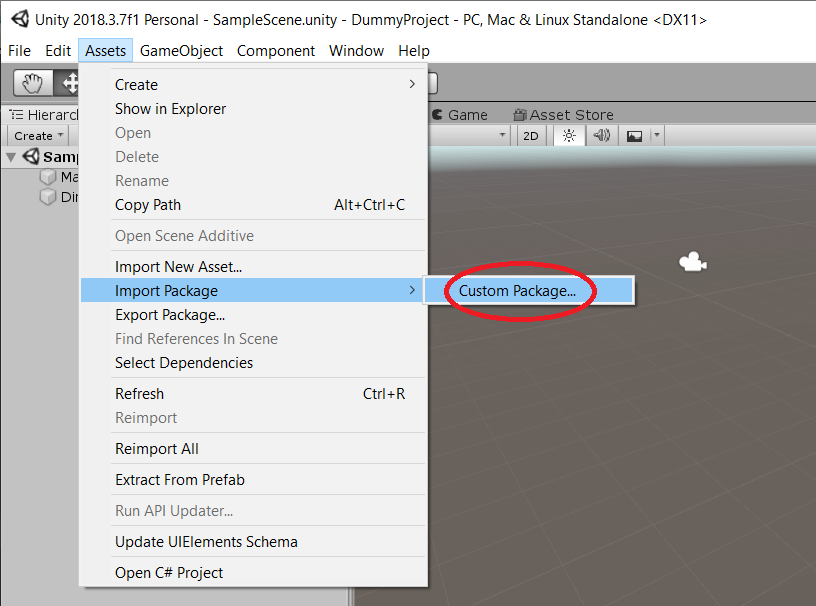 Unity 2018.3.7f1 Personal - SampleScene.unity - DummyProject - PC, Mac & Linux Standalone <DX11>
File Edit Assets GameObject Component Window Help
Hierarch Game Asset Store
Create 2D
Samp
Ma
Dir
Create
Show in Explorer
Open
Delete
Rename
Copy Path Alt+Ctrl+C
Open Scene Additive
Import New Asset...
Import Package Custom Package...
Export Package...
Find References In Scene
Select Dependencies
Refresh Ctrl+R
Reimport
Reimport All
Extract From Prefab
Run API Updater...
Update UIElements Schema
Open C# Project